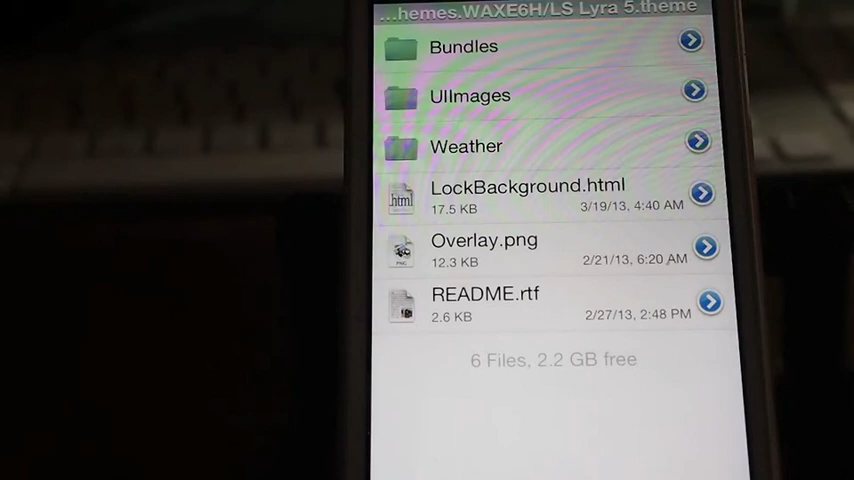 ...hemes.WAXE6H/LS Lyra 5.theme
Bundles
UIImages
Weather
.html
LockBackground.html
17.5 KB 3/19/13, 4:40 AM
PNG
Overlay.png
12.3 KB 2/21/13, 6:20 AM
README.rtf
2.6 KB 2/27/13, 2:48 PM
6 Files, 2.2 GB free